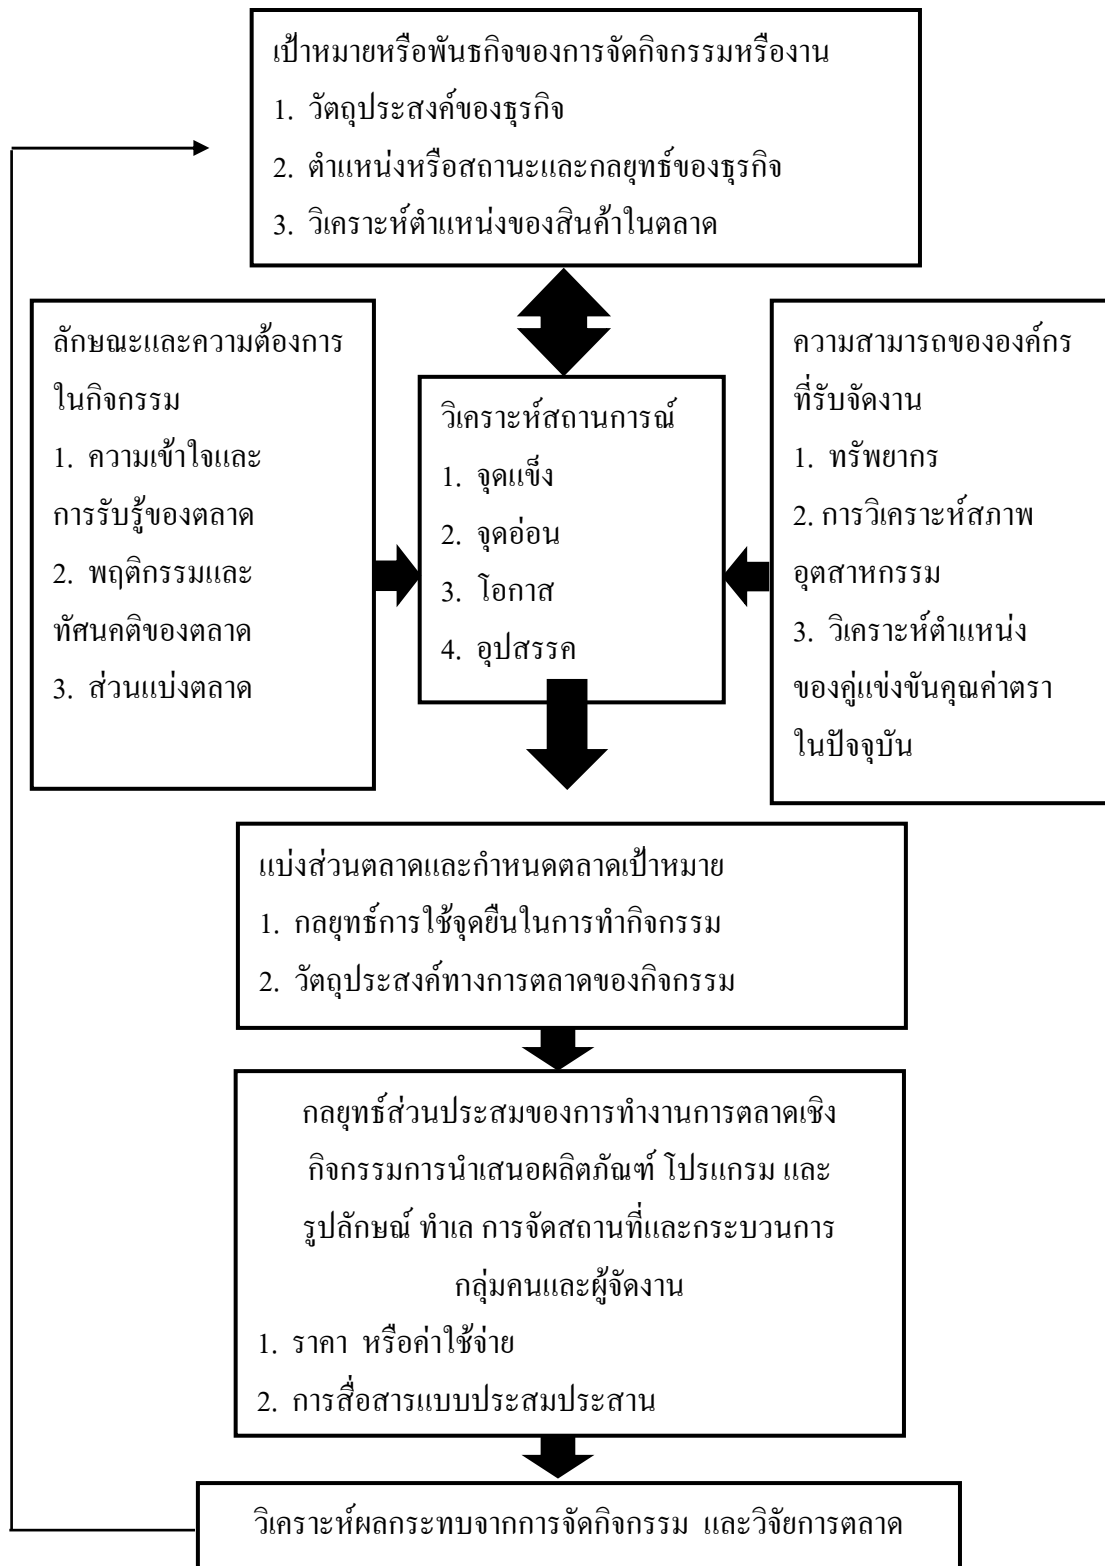 เป้าหมายหรือพันธกิจของการจัดกิจกรรมหรืองาน
1. วัตถุประสงค์ของธุรกิจ
2. ตำแหน่งหรือสถานะและกลยุทธ์ของธุรกิจ
3. วิเคราะห์ตำแหน่งของสินค้าในตลาด
ลักษณะและความต้องการ
ในกิจกรรม
1. ความเข้าใจและ
การรับรู้ของตลาด
2. พฤติกรรมและ
ทัศนคติของตลาด
3. ส่วนแบ่งตลาด
วิเคราะห์สถานการณ์
1. จุดแข็ง
2. จุดอ่อน
3. โอกาส
4. อุปสรรค
ความสามารถขององค์กร
ที่รับจัดงาน
1. ทรัพยากร
2. การวิเคราะห์สภาพ
อุตสาหกรรม
3. วิเคราะห์ตำแหน่ง
ของคู่แข่งขันคุณค่าตรา
ในปัจจุบัน
แบ่งส่วนตลาดและกำหนดตลาดเป้าหมาย
1. กลยุทธ์การใช้จุดยืนในการทำกิจกรรม
2. วัตถุประสงค์ทางการตลาดของกิจกรรม
กลยุทธ์ส่วนประสมของการทำงานการตลาดเชิง
กิจกรรมการนำเสนอผลิตภัณฑ์ โปรแกรม และ
รูปลักษณ์ ทำเล การจัดสถานที่และกระบวนการ
กลุ่มคนและผู้จัดงาน
1. ราคา หรือค่าใช้จ่าย
2. การสื่อสารแบบประสมประสาน
วิเคราะห์ผลกระทบจากการจัดกิจกรรม และวิจัยการตลาด